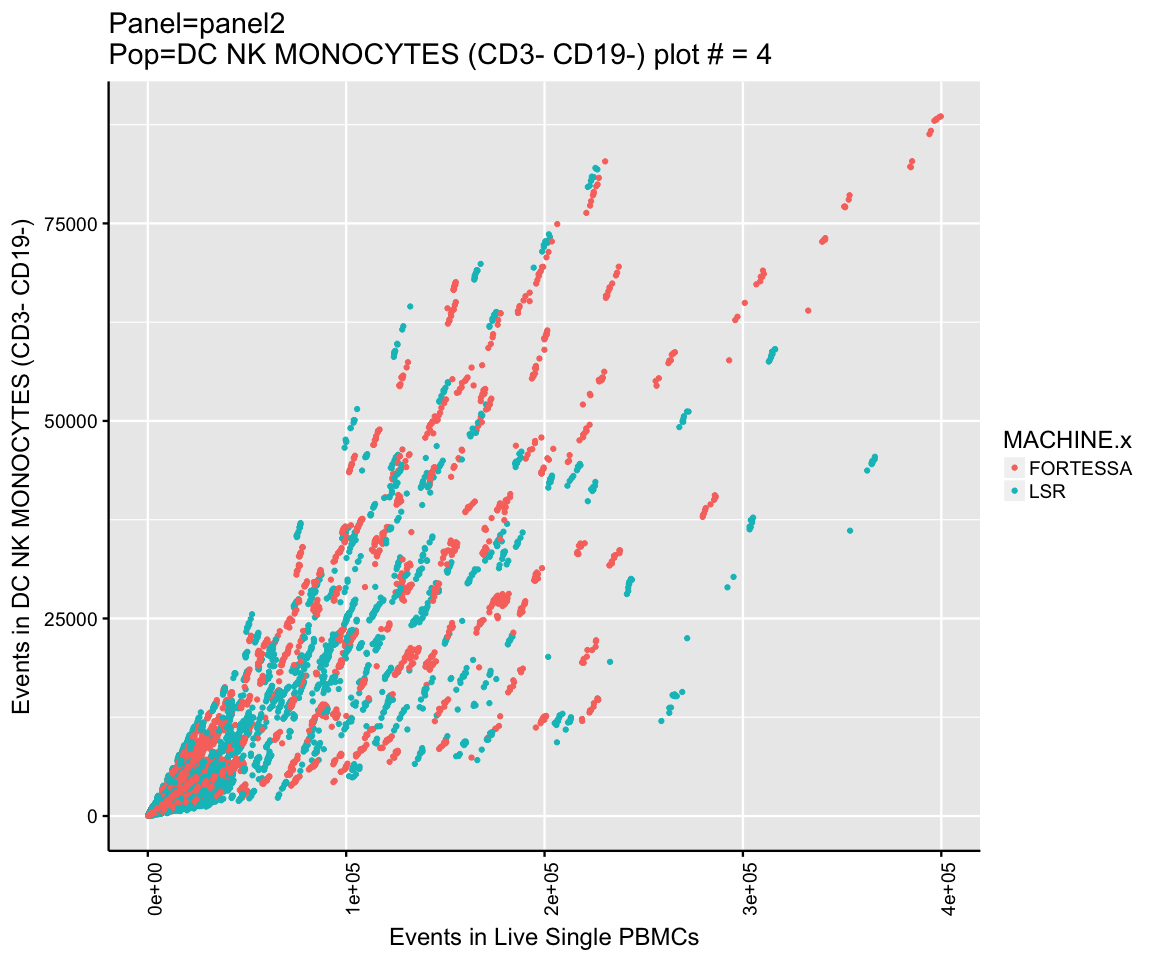 Panel=panel2
Pop=DC NK MONOCYTES (CD3- CD19-) plot # = 4
Events in DC NK MONOCYTES (CD3- CD19-)
75000
50000
25000
0
0e+00
1e+05
2e+05
3e+05
4e+05
Events in Live Single PBMCs
MACHINE.x
FORTESSA
LSR